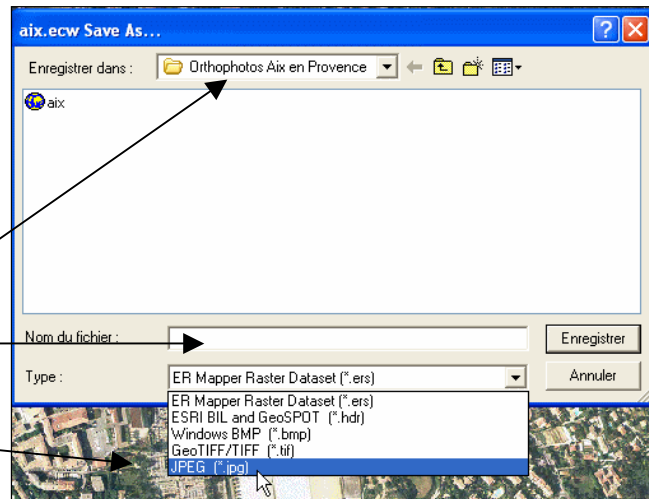 aix.ecw Save As...
Enregistrer dans :
Orthophotos Aix en Provence
aix
Nom du fichier :
Enregistrer
Type :
ER Mapper Raster Dataset (*.ers)
Annuler
ER Mapper Raster Dataset (*.ers)
ESRI BIL and GeoSPOT (*.hdr)
Windows BMP (*.bmp)
GeoTIFF/TIFF (*.tif)
JPEG (*.jpg)